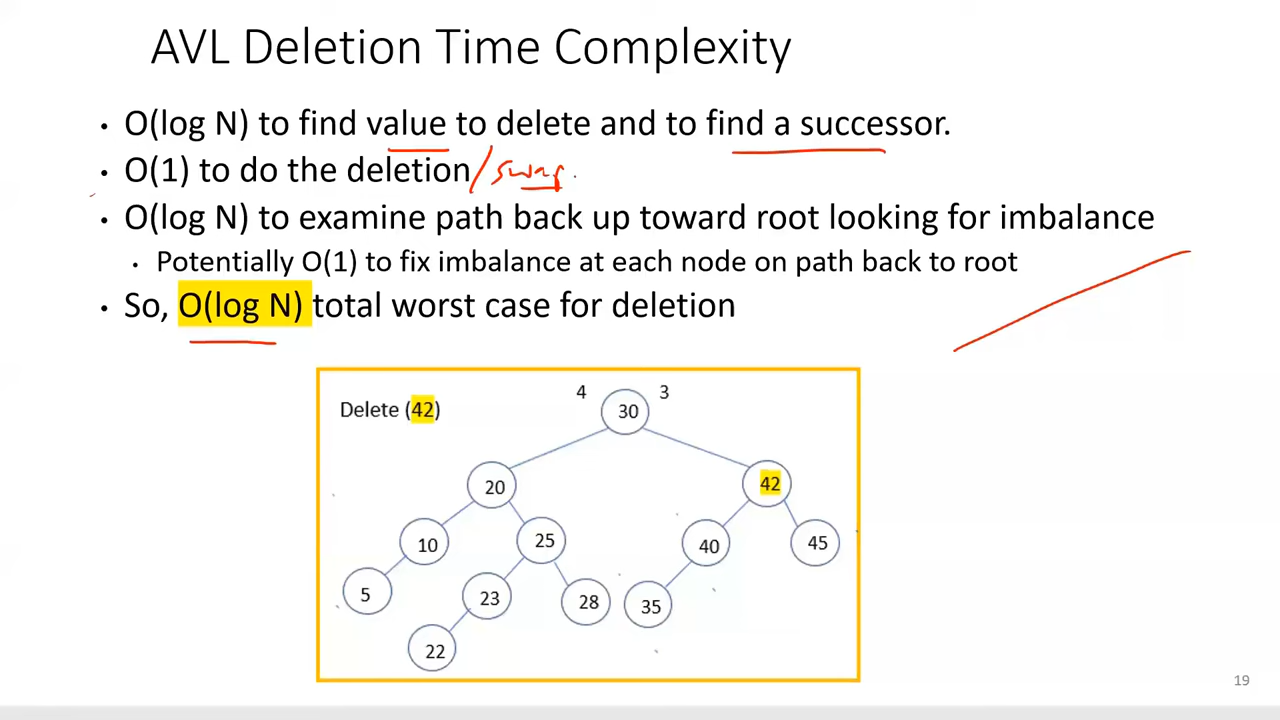 AVL Deletion Time Complexity
• O(log N) to find value to delete and to find a successor.
• O(1) to do the deletion/swap.
• O(log N) to examine path back up toward root looking for imbalance
• Potentially O(1) to fix imbalance at each node on path back to root
• So, O(log N) total worst case for deletion
4 3
Delete (42) 30
20 42
10 25 40 45
5 23 28 35
22
19